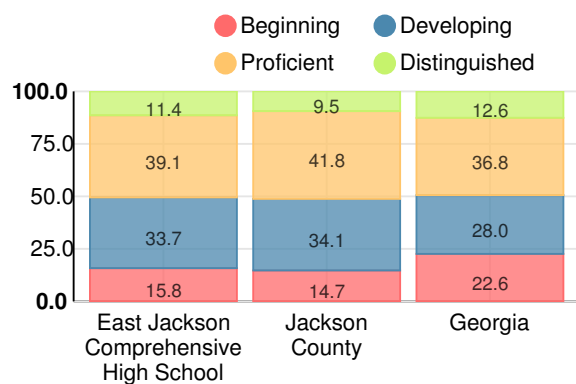 Beginning Developing
Proficient Distinguished
100.0
75.0
50.0
25.0
0.0
11.4 9.5 12.6
39.1 41.8 36.8
33.7 34.1 28.0
15.8 14.7 22.6
East Jackson
Comprehensive
High School
Jackson
County
Georgia